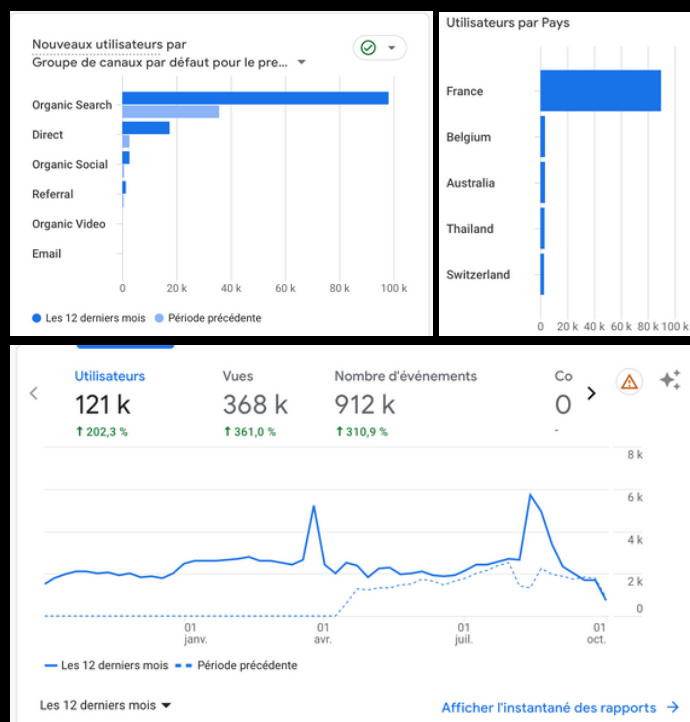 Nouveaux utilisateurs par
Groupe de canaux par défaut pour le pre...
Organic Search
Direct
Organic Social
Referral
Organic Video
Email
0 20 k 40 k 60 k 80 k 100 k
Les 12 derniers mois Période précédente
Utilisateurs par Pays
France
Belgium
Australia
Thailand
Switzerland
0 20 k 40 k 60 k 80 k 100 k
Utilisateurs Vues Nombre d'événements Co
121 k 368 k 912 k 0
↑ 202,3 % ↑ 361,0 % ↑ 310,9 % -
8 k
6 k
4 k
2 k
0
01 01 01 01
janv. avr. juil. oct.
Les 12 derniers mois Période précédente
Les 12 derniers mois Afficher l'instantané des rapports →